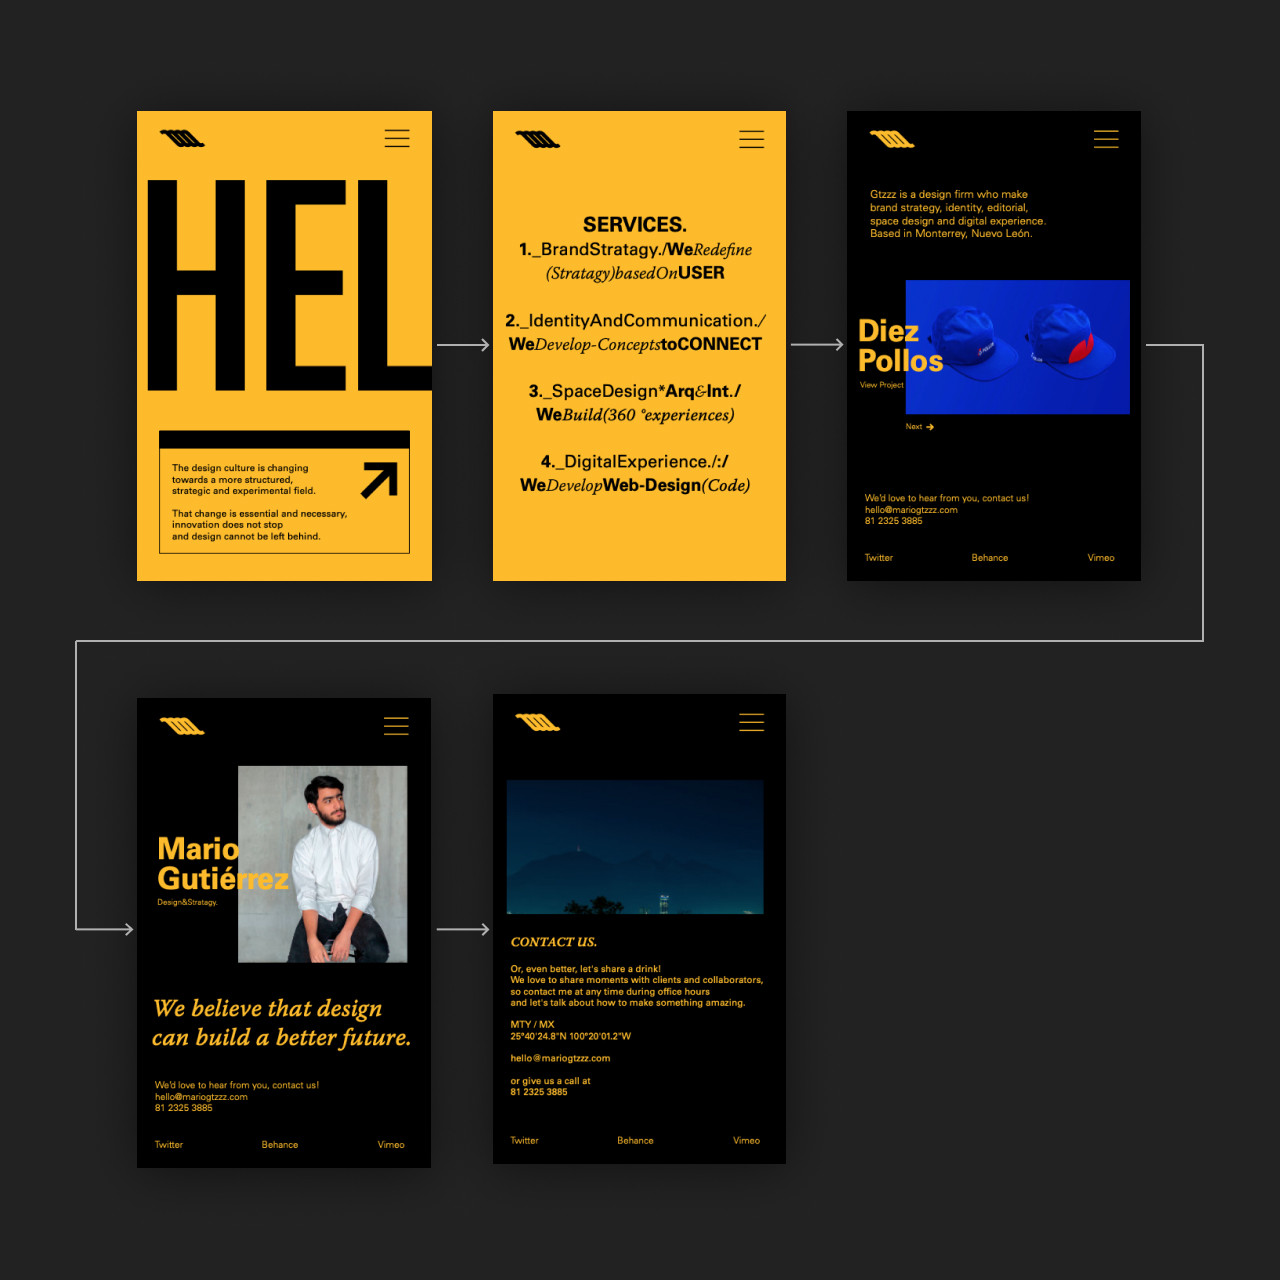 HEL
The design culture is changing
towards a more structured,
strategic and experimental field.
That change is essential and necessary,
innovation does not stop
and design cannot be left behind.
SERVICES.
1._BrandStratagy./WeRedefine
(Stratagy)basedOnUSER
2._IdentityAndCommunication./
WeDevelop-ConceptstoCONNECT
3._SpaceDesign*Arq&Int./
WeBuild(360 °experiences)
4._DigitalExperience./:/
WeDevelopWeb-Design(Code)
Gtzzz is a design firm who make
brand strategy, identity, editorial,
space design and digital experience.
Based in Monterrey, Nuevo León.
Diez
Pollos
View Project
Next
We'd love to hear from you, contact us!
hello@mariogtzzz.com
81 2325 3885
Twitter Behance Vimeo
Mario
Gutiérrez
Design&Stratagy.
We believe that design
can build a better future.
We'd love to hear from you, contact us!
hello@mariogtzzz.com
81 2325 3885
Twitter Behance Vimeo
CONTACT US.
Or, even better, let's share a drink!
We love to share moments with clients and collaborators,
so contact me at any time during office hours
and let's talk about how to make something amazing.
MTY / MX
25°40'24.8"N 100°20'01.2"W
hello@mariogtzzz.com
or give us a call at
81 2325 3885
Twitter Behance Vimeo